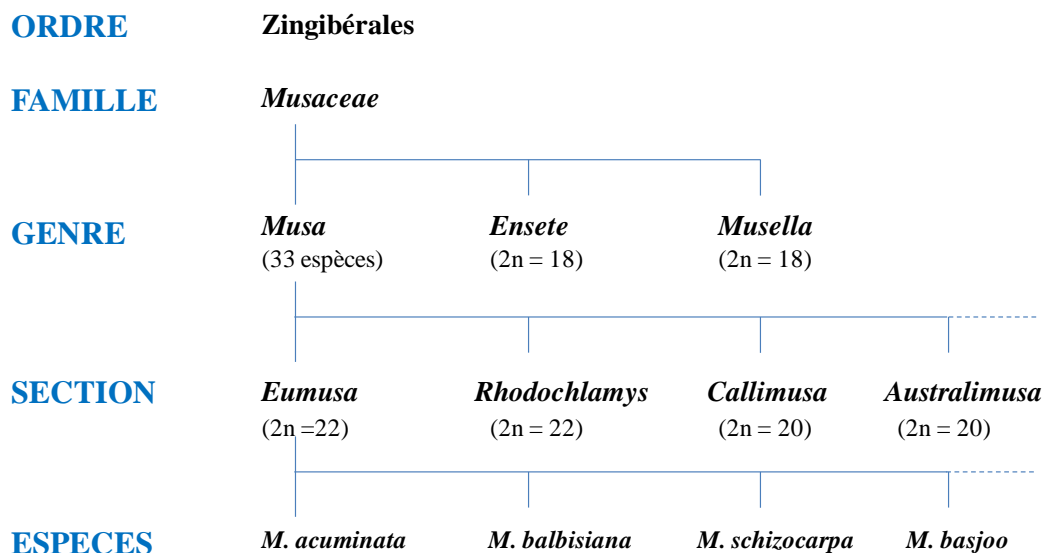 ORDRE Zingibérales
FAMILLE Musaceae
GENRE Musa Ensete Musella
(33 espèces) (2n = 18) (2n = 18)
SECTION Eumusa Rhodochlamys Callimusa Australimusa
(2n =22) (2n = 22) (2n = 20) (2n = 20)
ESPECES M. acuminata M. balbisiana M. schizocarpa M. basjoo